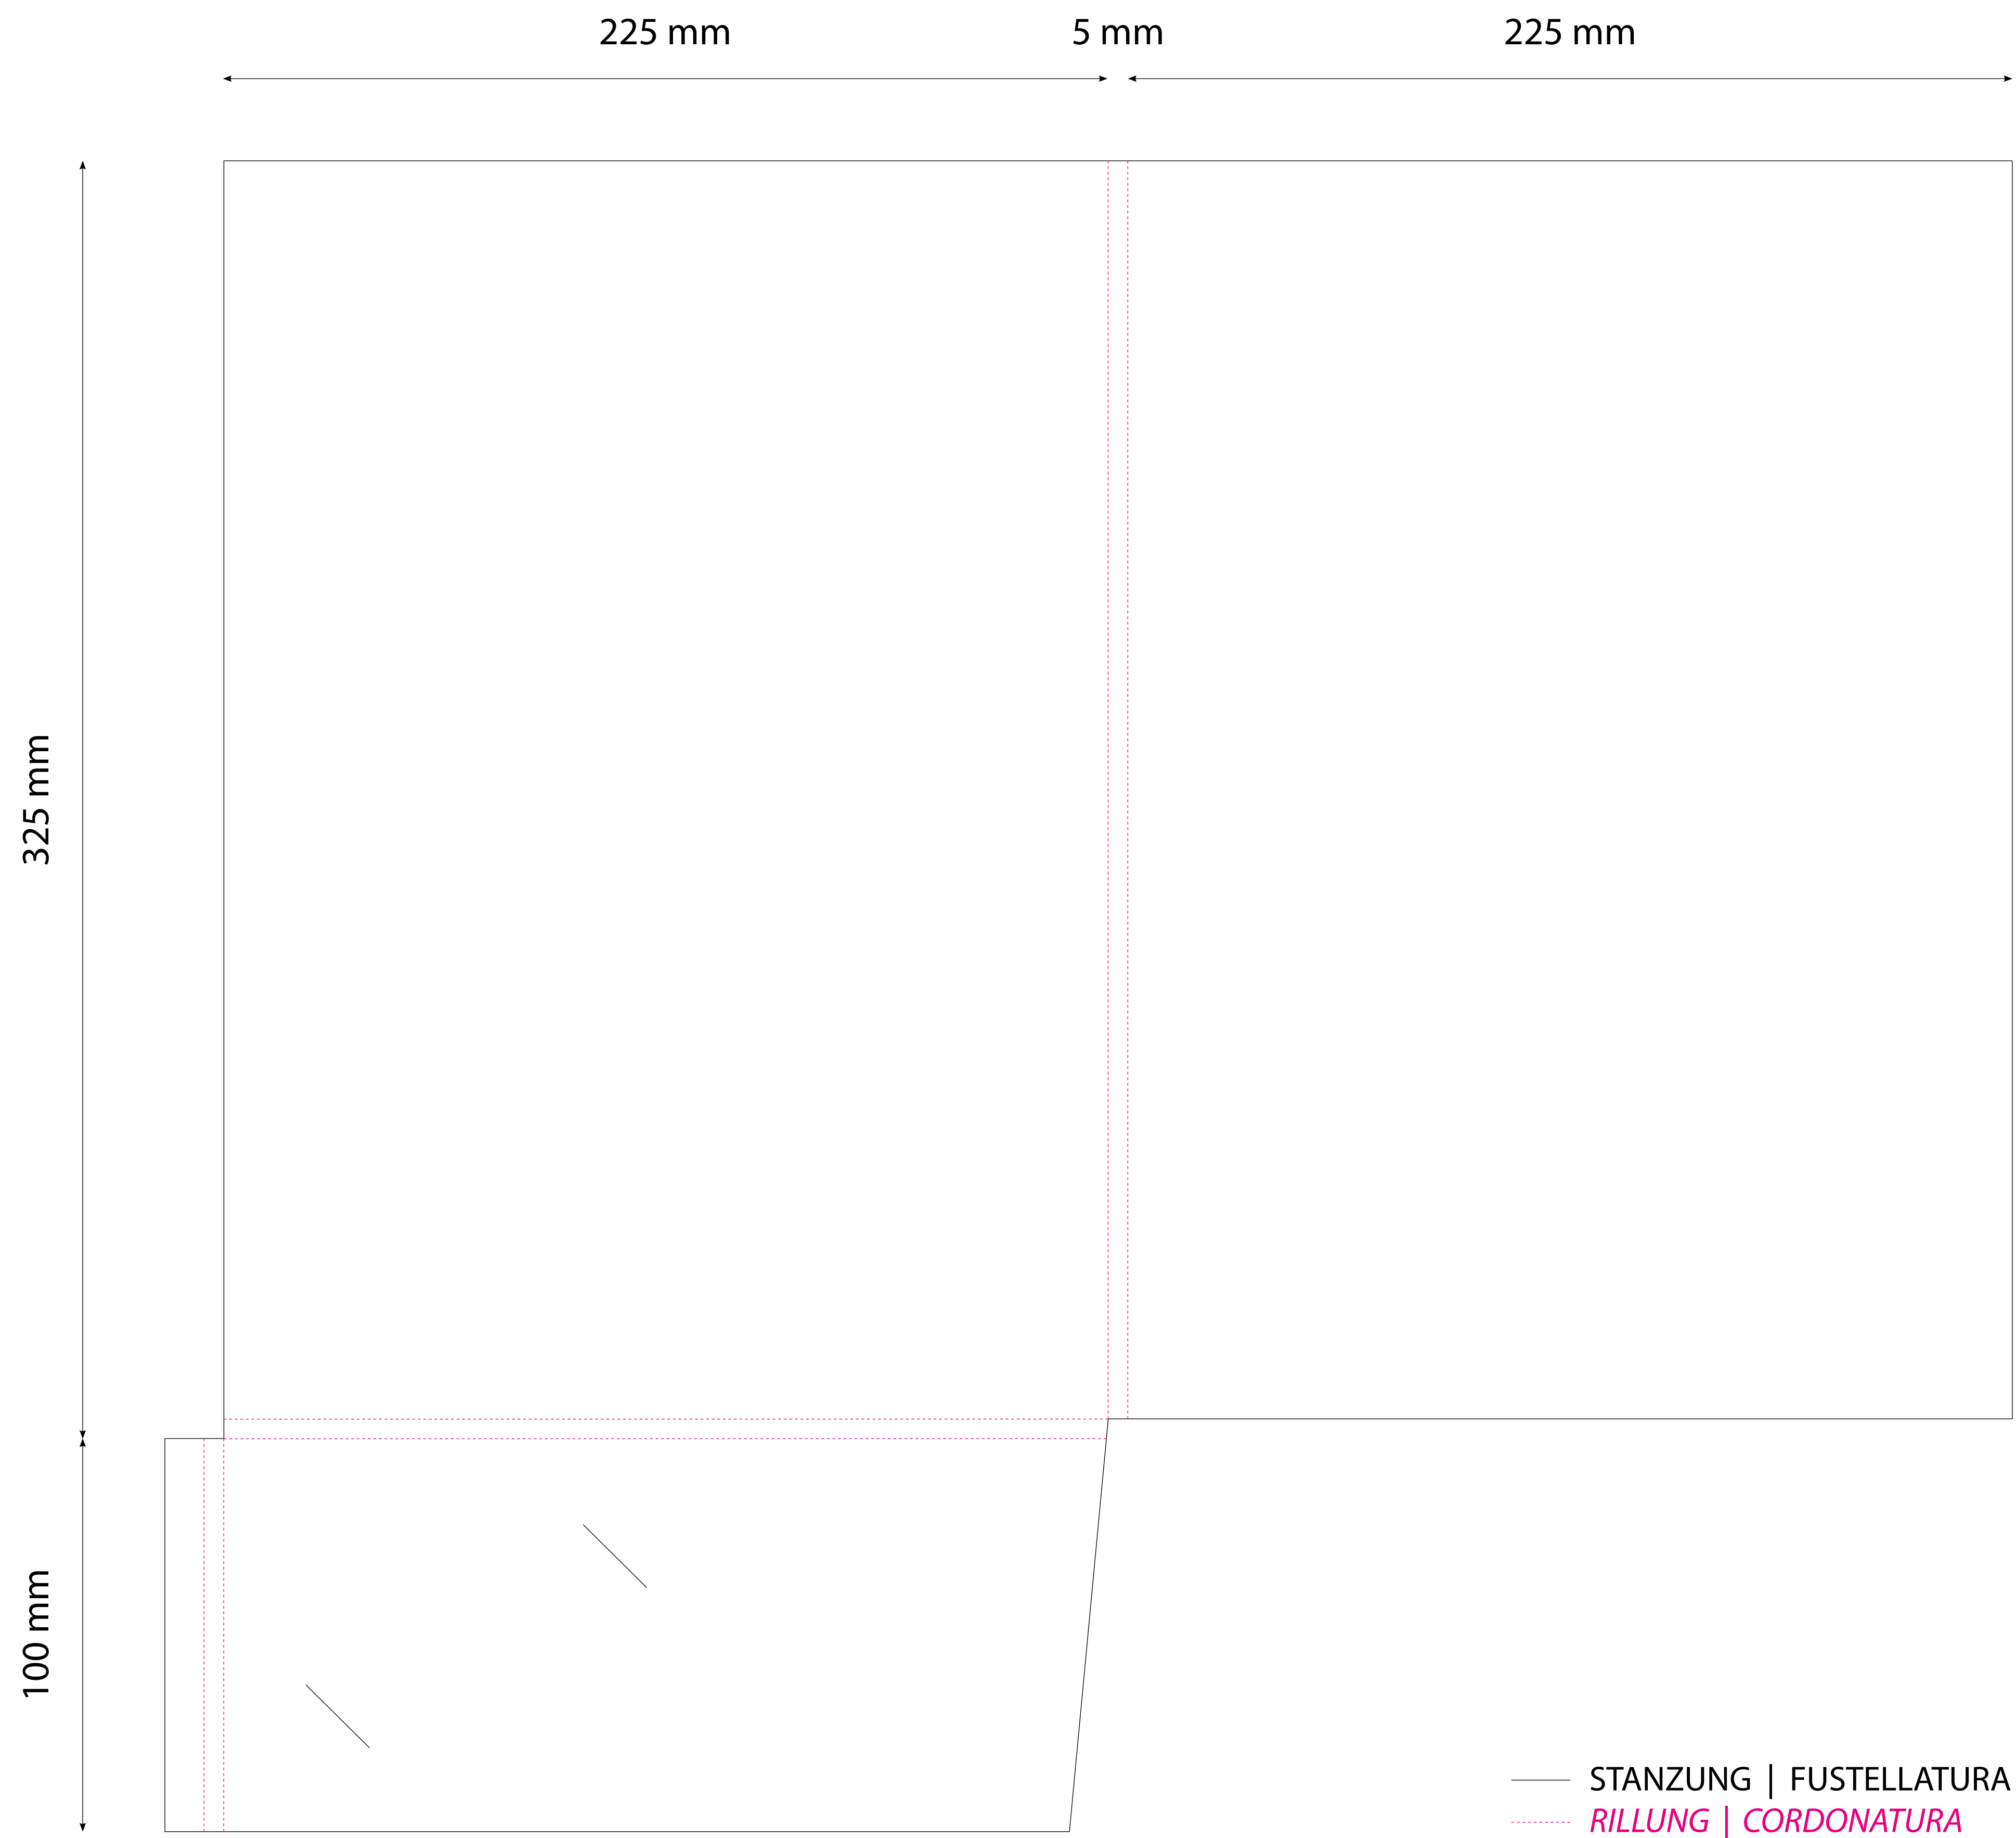 225 mm
5 mm
225 mm
325 mm
100 mm
STANZUNG | FUSTELLATURA
RILLUNG | CORDONATURA